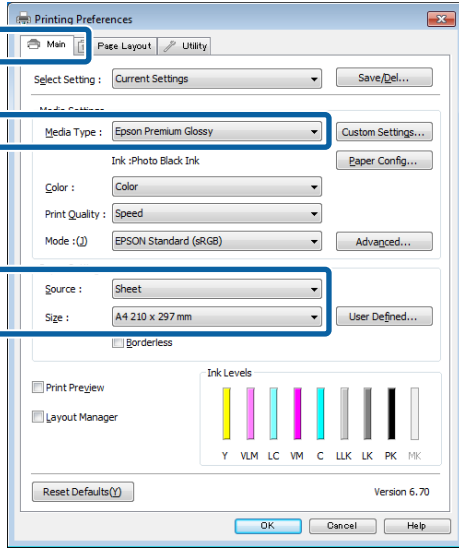 Printing Preferences
Main Page Layout Utility
Select Setting : Current Settings Save/Del...
Media Settings
Media Type : Epson Premium Glossy Custom Settings...
Ink :Photo Black Ink Paper Config...
Color : Color
Print Quality : Speed
Mode :(J) EPSON Standard (sRGB) Advanced...
Source : Sheet
Size : A4 210 x 297 mm User Defined...
Borderless
Ink Levels
Print Preview
Layout Manager
Y VLM LC VM C LLK LK PK MK
Reset Defaults(Y) Version 6.70
OK Cancel Help